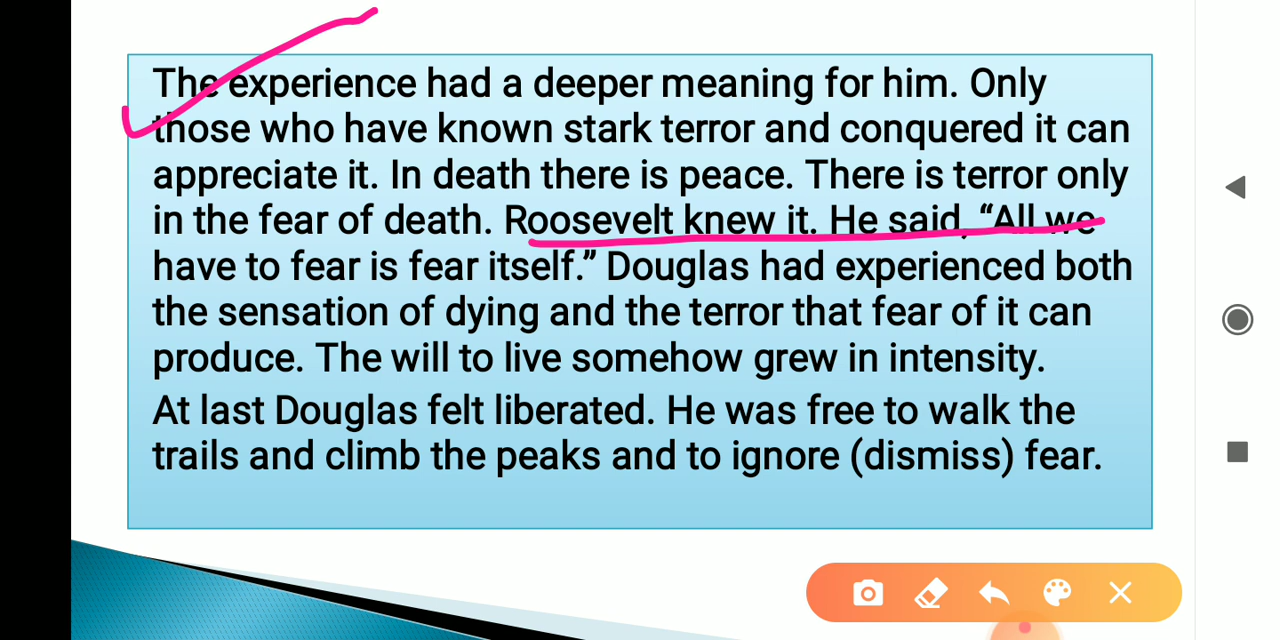 The experience had a deeper meaning for him. Only
those who have known stark terror and conquered it can
appreciate it. In death there is peace. There is terror only
in the fear of death. Roosevelt knew it. He said, “All we
have to fear is fear itself.” Douglas had experienced both
the sensation of dying and the terror that fear of it can
produce. The will to live somehow grew in intensity.
At last Douglas felt liberated. He was free to walk the
trails and climb the peaks and to ignore (dismiss) fear.